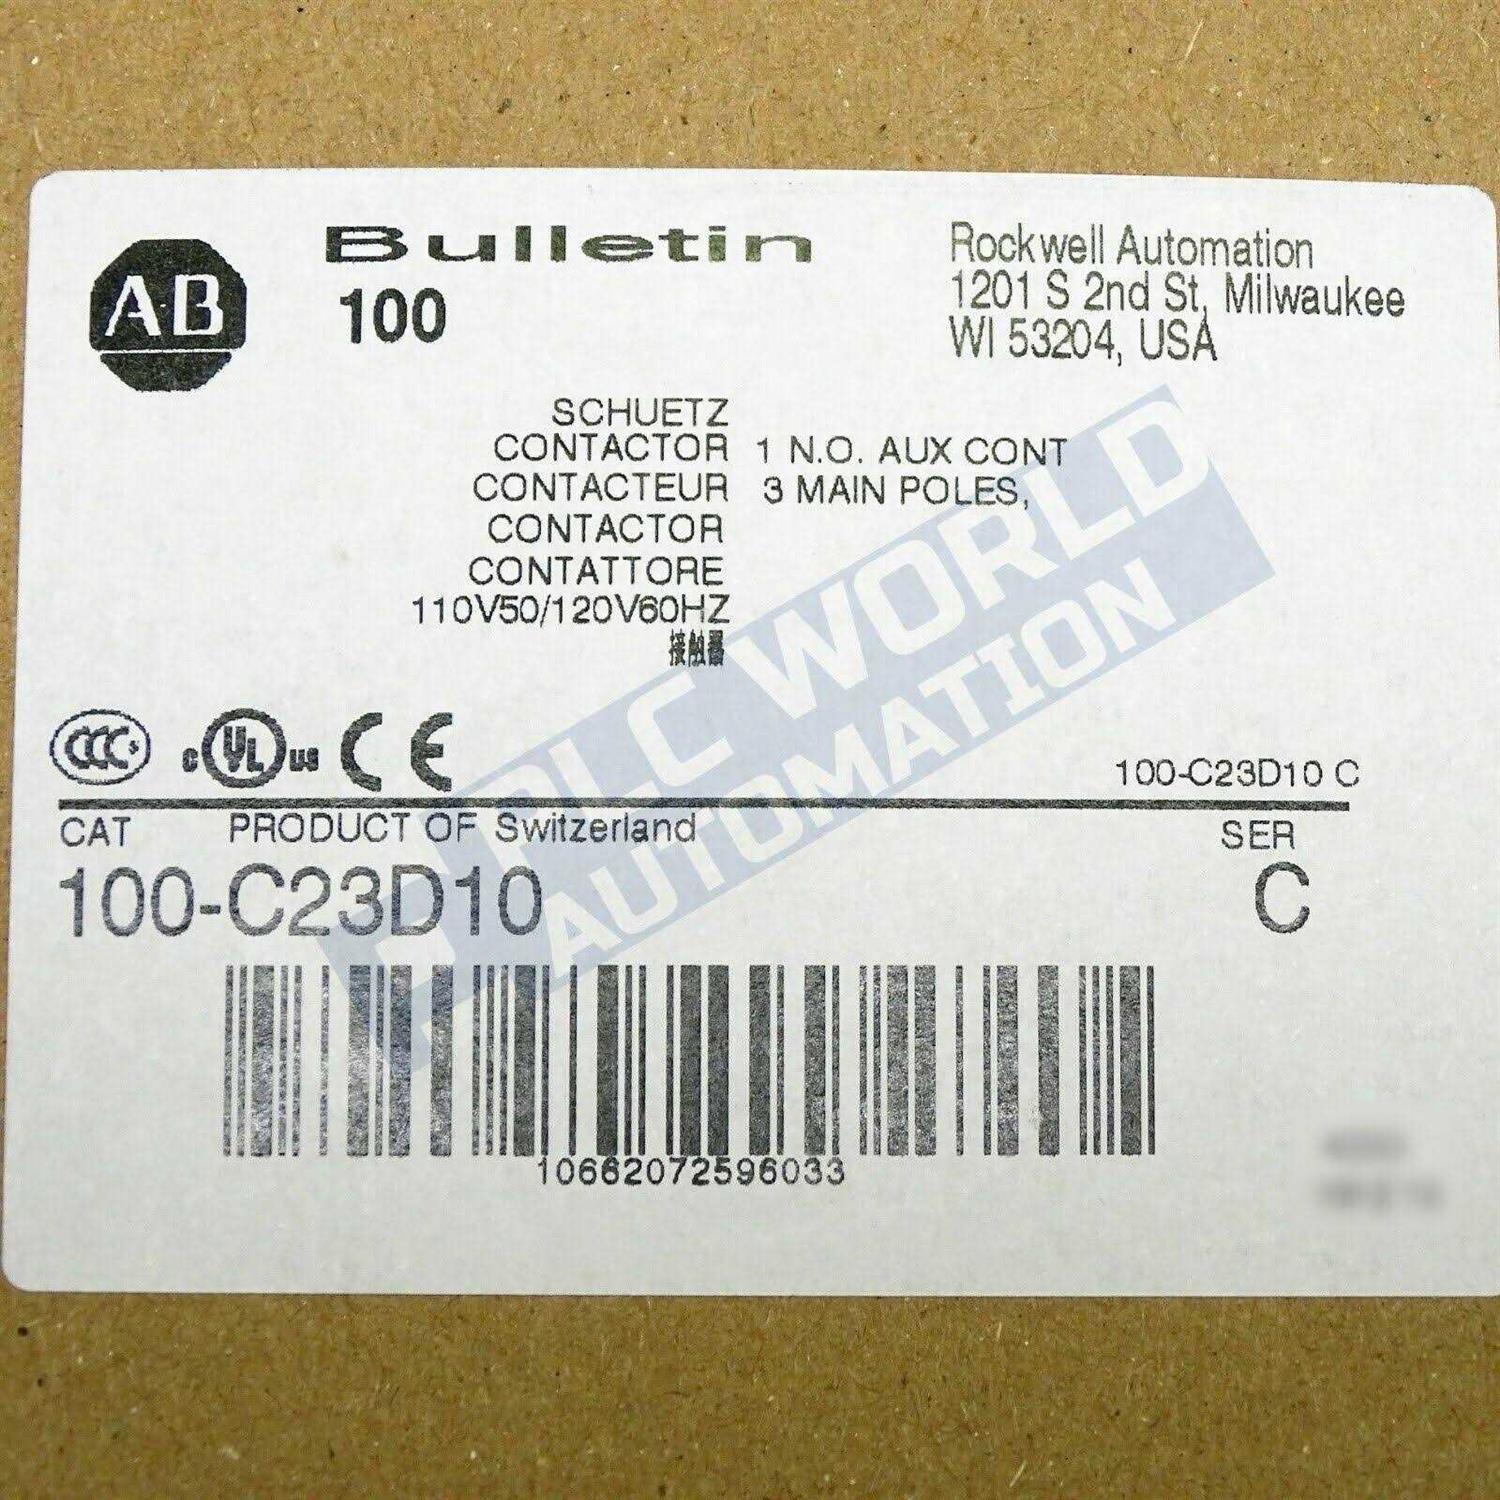 AB
Bulletin
100
Rockwell Automation
1201 S 2nd St, Milwaukee
WI 53204, USA
SCHUETZ
CONTACTOR 1 N.O. AUX CONT
CONTACTEUR 3 MAIN POLES,
CONTACTOR
CONTATTORE
110V50/120V60HZ
接触器
CCC S c UL us CE
100-C23D10 C
CAT PRODUCT OF Switzerland SER
100-C23D10 C
10662072596033
PLC WORLD
AUTOMATION